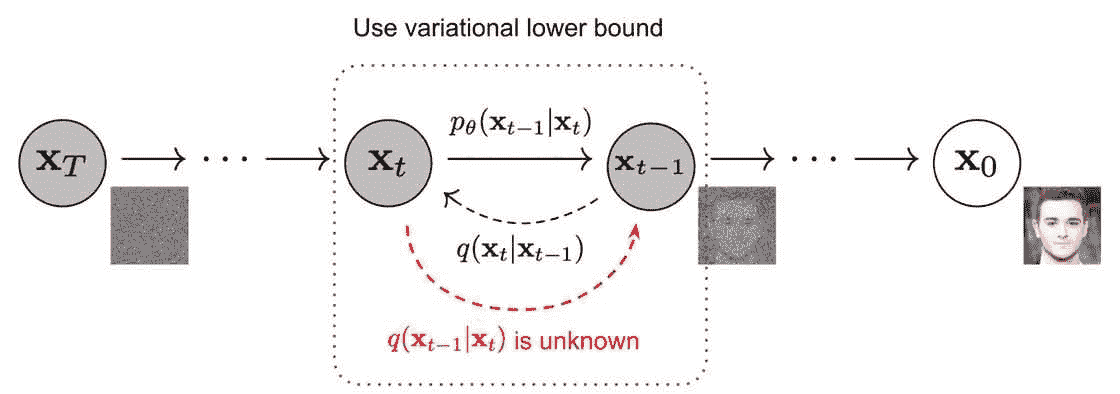 Use variational lower bound
p_θ(x_{t−1}|x_t)
x_T ⋯ x_t x_{t−1} ⋯ x_0
q(x_t|x_{t−1})
q(x_{t−1}|x_t) is unknown